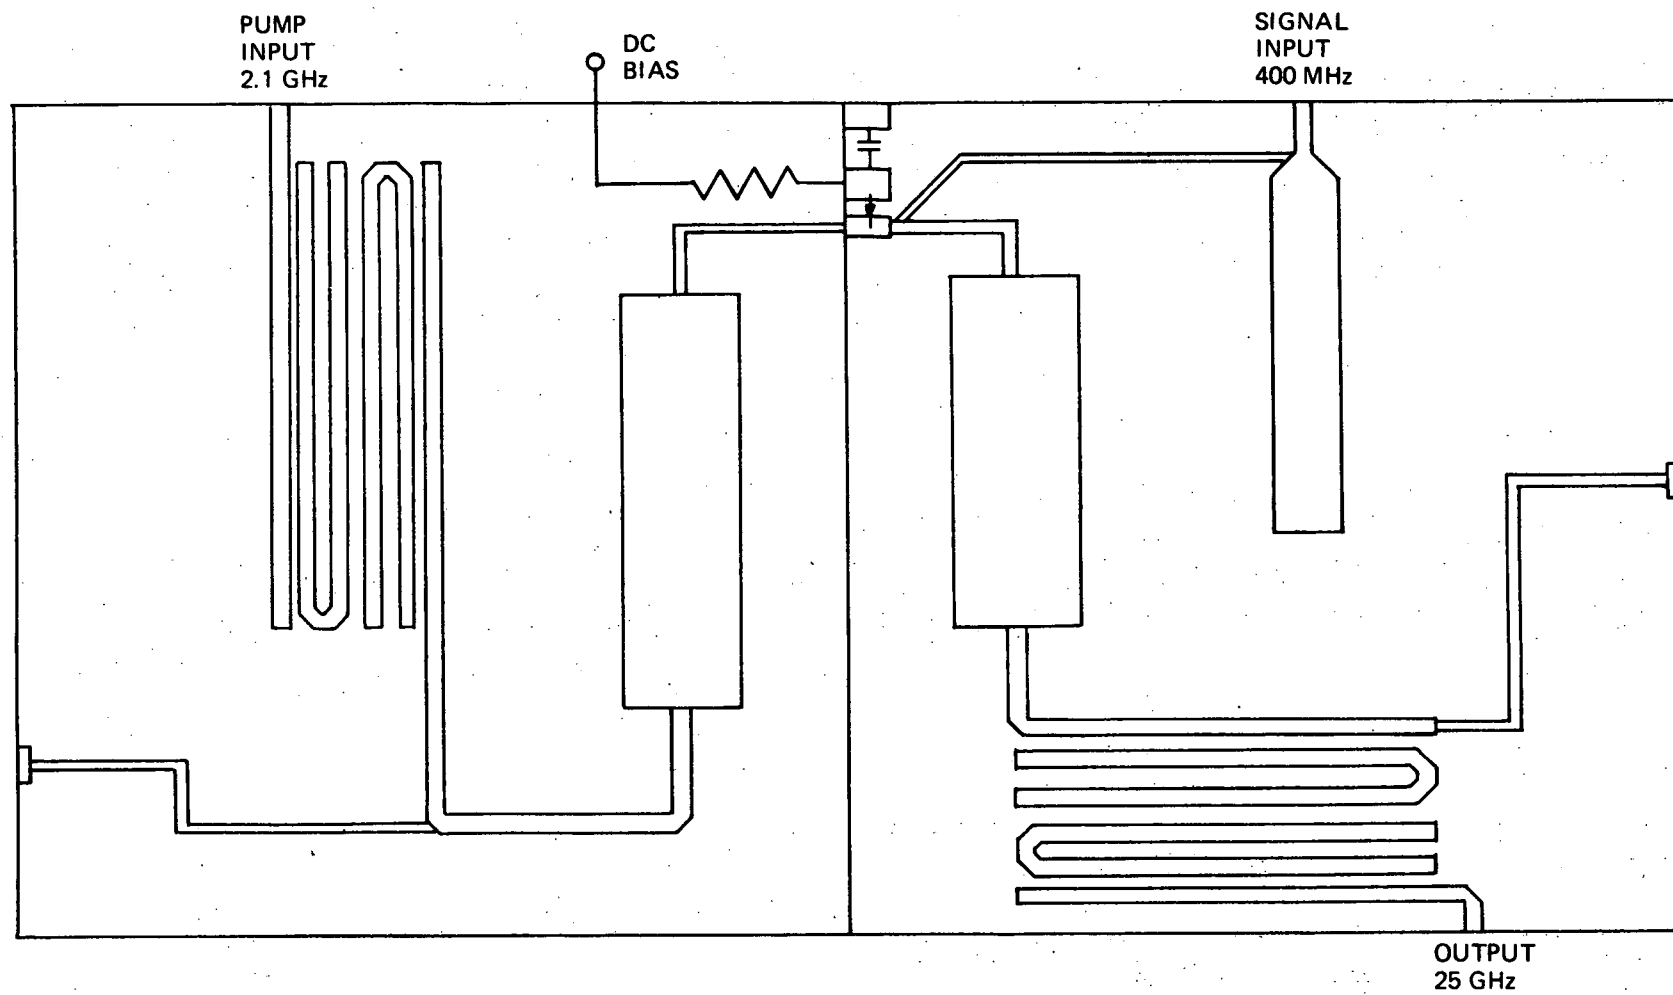 PUMP
INPUT
2.1 GHz
DC
BIAS
SIGNAL
INPUT
400 MHz
OUTPUT
25 GHz